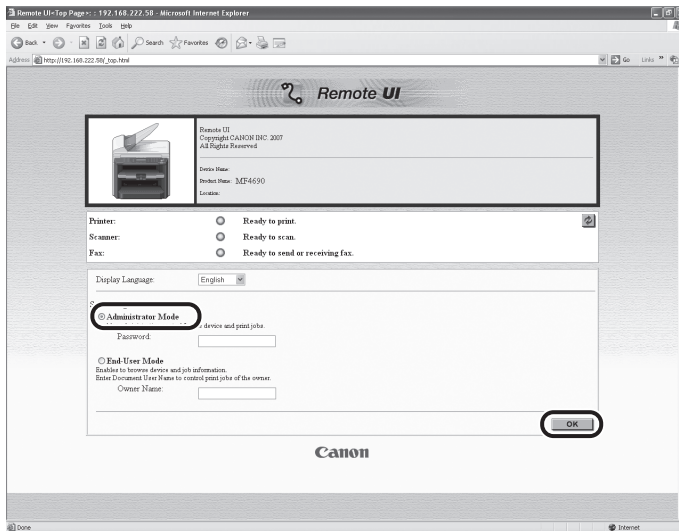 Remote UI<Top Page>: : 192.168.222.58 - Microsoft Internet Explorer
File Edit View Favorites Tools Help
Back Search Favorites
Address http://192.168.222.58/_top.html Go Links »
Remote UI
Remote UI
Copyright CANON INC. 2007
All Rights Reserved
Device Name:
Product Name: MF4690
Location:
Printer: Ready to print.
Scanner: Ready to scan.
Fax: Ready to send or receiving fax.
Display Language: English
Administrator Mode
device and print jobs.
Password:
End-User Mode
Enables to browse device and job information.
Enter Document User Name to control print jobs of the owner.
Owner Name:
OK
Canon
Done Internet